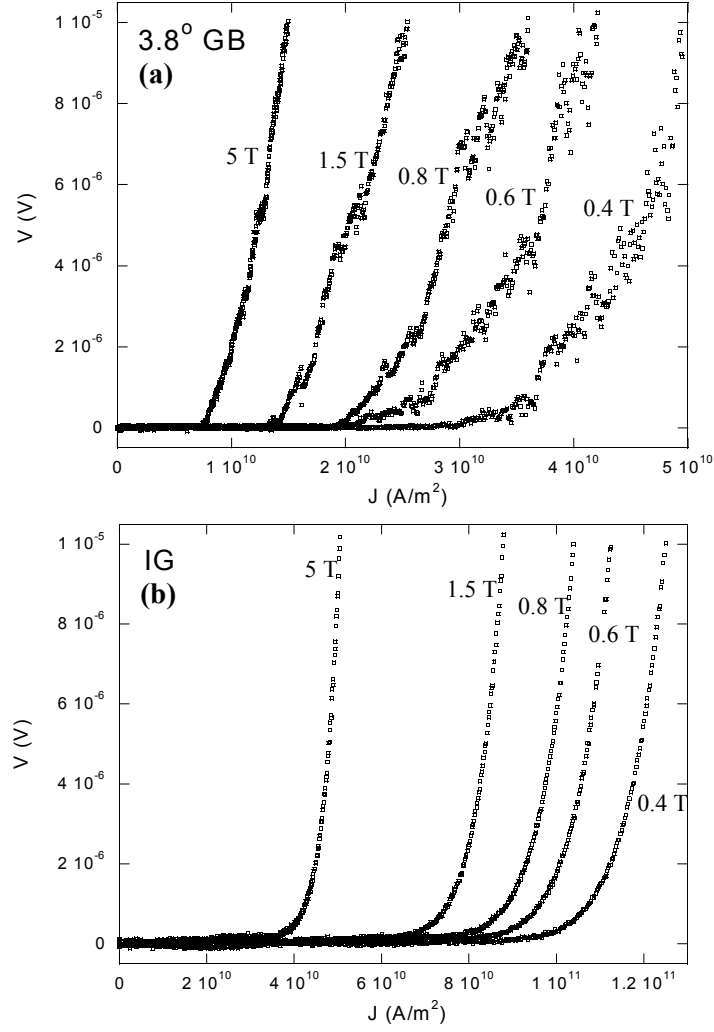 3.8° GB
(a)
5 T
1.5 T
0.8 T
0.6 T
0.4 T
1 10⁻⁵
8 10⁻⁶
6 10⁻⁶
4 10⁻⁶
2 10⁻⁶
0
V (V)
0
1 10¹⁰
2 10¹⁰
3 10¹⁰
4 10¹⁰
5 10¹⁰
J (A/m²)
IG
(b)
5 T
1.5 T
0.8 T
0.6 T
0.4 T
1 10⁻⁵
8 10⁻⁶
6 10⁻⁶
4 10⁻⁶
2 10⁻⁶
0
V (V)
0
2 10¹⁰
4 10¹⁰
6 10¹⁰
8 10¹⁰
1 10¹¹
1.2 10¹¹
J (A/m²)